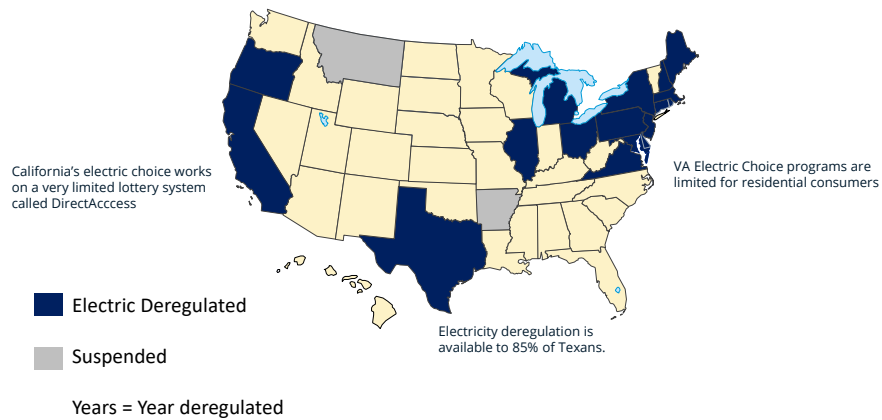 California’s electric choice works
on a very limited lottery system
called DirectAcccess
VA Electric Choice programs are
limited for residential consumers
Electric Deregulated
Electricity deregulation is
available to 85% of Texans.
Suspended
Years = Year deregulated